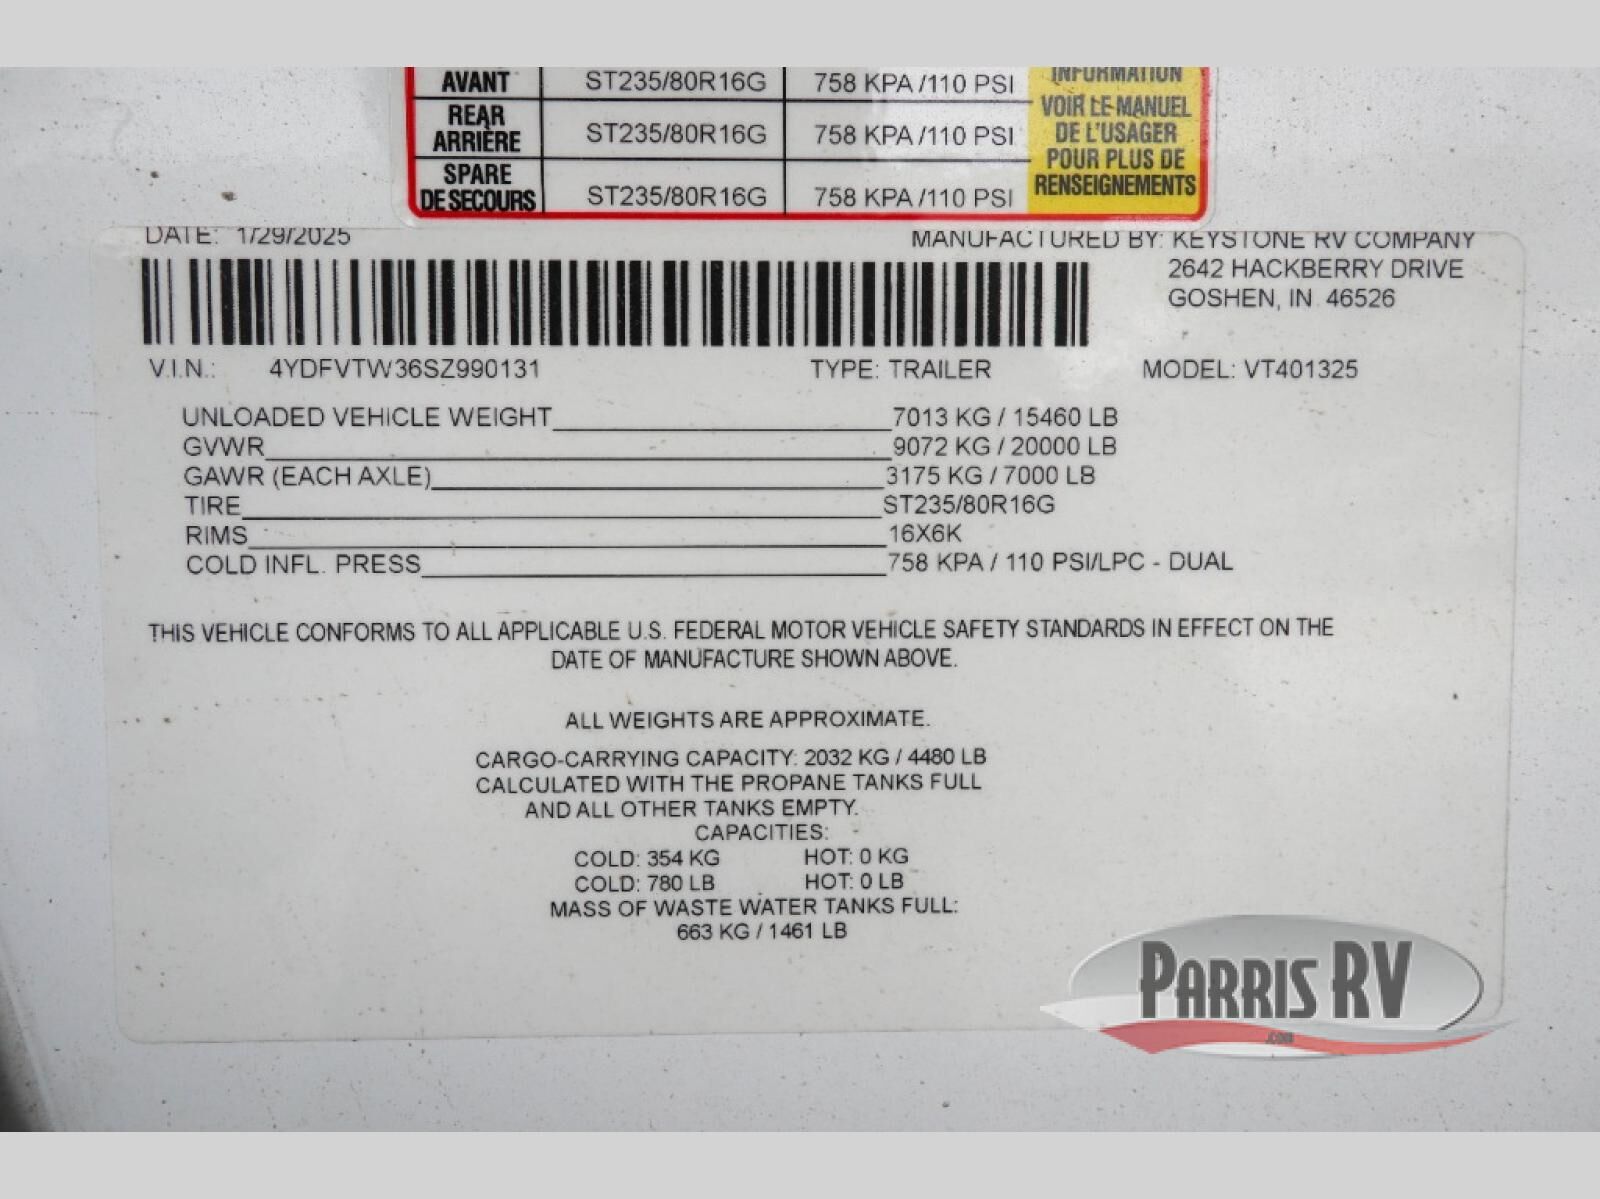 AVANT ST235/80R16G 758 KPA /110 PSI INFORMATION
REAR
ARRIÈRE ST235/80R16G 758 KPA /110 PSI
VOIR LE MANUEL
DE L'USAGER
POUR PLUS DE
RENSEIGNEMENTS
SPARE
DE SECOURS ST235/80R16G 758 KPA /110 PSI
DATE: 1/29/2025 MANUFACTURED BY: KEYSTONE RV COMPANY
2642 HACKBERRY DRIVE
GOSHEN, IN. 46526
V.I.N.: 4YDFVTW36SZ990131 TYPE: TRAILER MODEL: VT401325
UNLOADED VEHICLE WEIGHT 7013 KG / 15460 LB
GVWR 9072 KG / 20000 LB
GAWR (EACH AXLE) 3175 KG / 7000 LB
TIRE ST235/80R16G
RIMS 16X6K
COLD INFL. PRESS 758 KPA / 110 PSI/LPC - DUAL
THIS VEHICLE CONFORMS TO ALL APPLICABLE U.S. FEDERAL MOTOR VEHICLE SAFETY STANDARDS IN EFFECT ON THE
DATE OF MANUFACTURE SHOWN ABOVE.
ALL WEIGHTS ARE APPROXIMATE.
CARGO-CARRYING CAPACITY: 2032 KG / 4480 LB
CALCULATED WITH THE PROPANE TANKS FULL
AND ALL OTHER TANKS EMPTY.
CAPACITIES:
COLD: 354 KG HOT: 0 KG
COLD: 780 LB HOT: 0 LB
MASS OF WASTE WATER TANKS FULL:
663 KG / 1461 LB
PARRIS RV
.COM